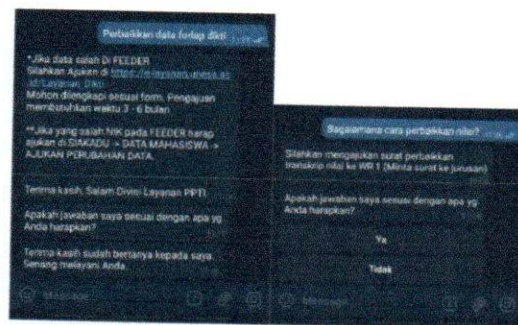 Perbaikkan data forlap dikti
*Jika data salah Di FEEDER
Silahkan Ajukan di
Mohon dilengkapi sesuai form. Pengajuan
membutuhkan waktu 3 - 6 bulan
**Jika yang salah NIK pada FEEDER harap
ajukan di SIAKADU -> DATA MAHASISWA ->
AJUKAN PERUBAHAN DATA.
Terima kasih, Salam Divisi Layanan PPTI
Apakah jawaban saya sesuai dengan apa yg
Anda harapkan?
Terima kasih sudah bertanya kepada saya.
Senang melayani Anda.
Message
Bagaimana cara perbaikkan nilai?
Silahkan mengajukan surat perbaikkan
transkrip nilai ke WR 1 (Minta surat ke jurusan)
Apakah jawaban saya sesuai dengan apa yg
Anda harapkan?
Ya
Tidak
Message